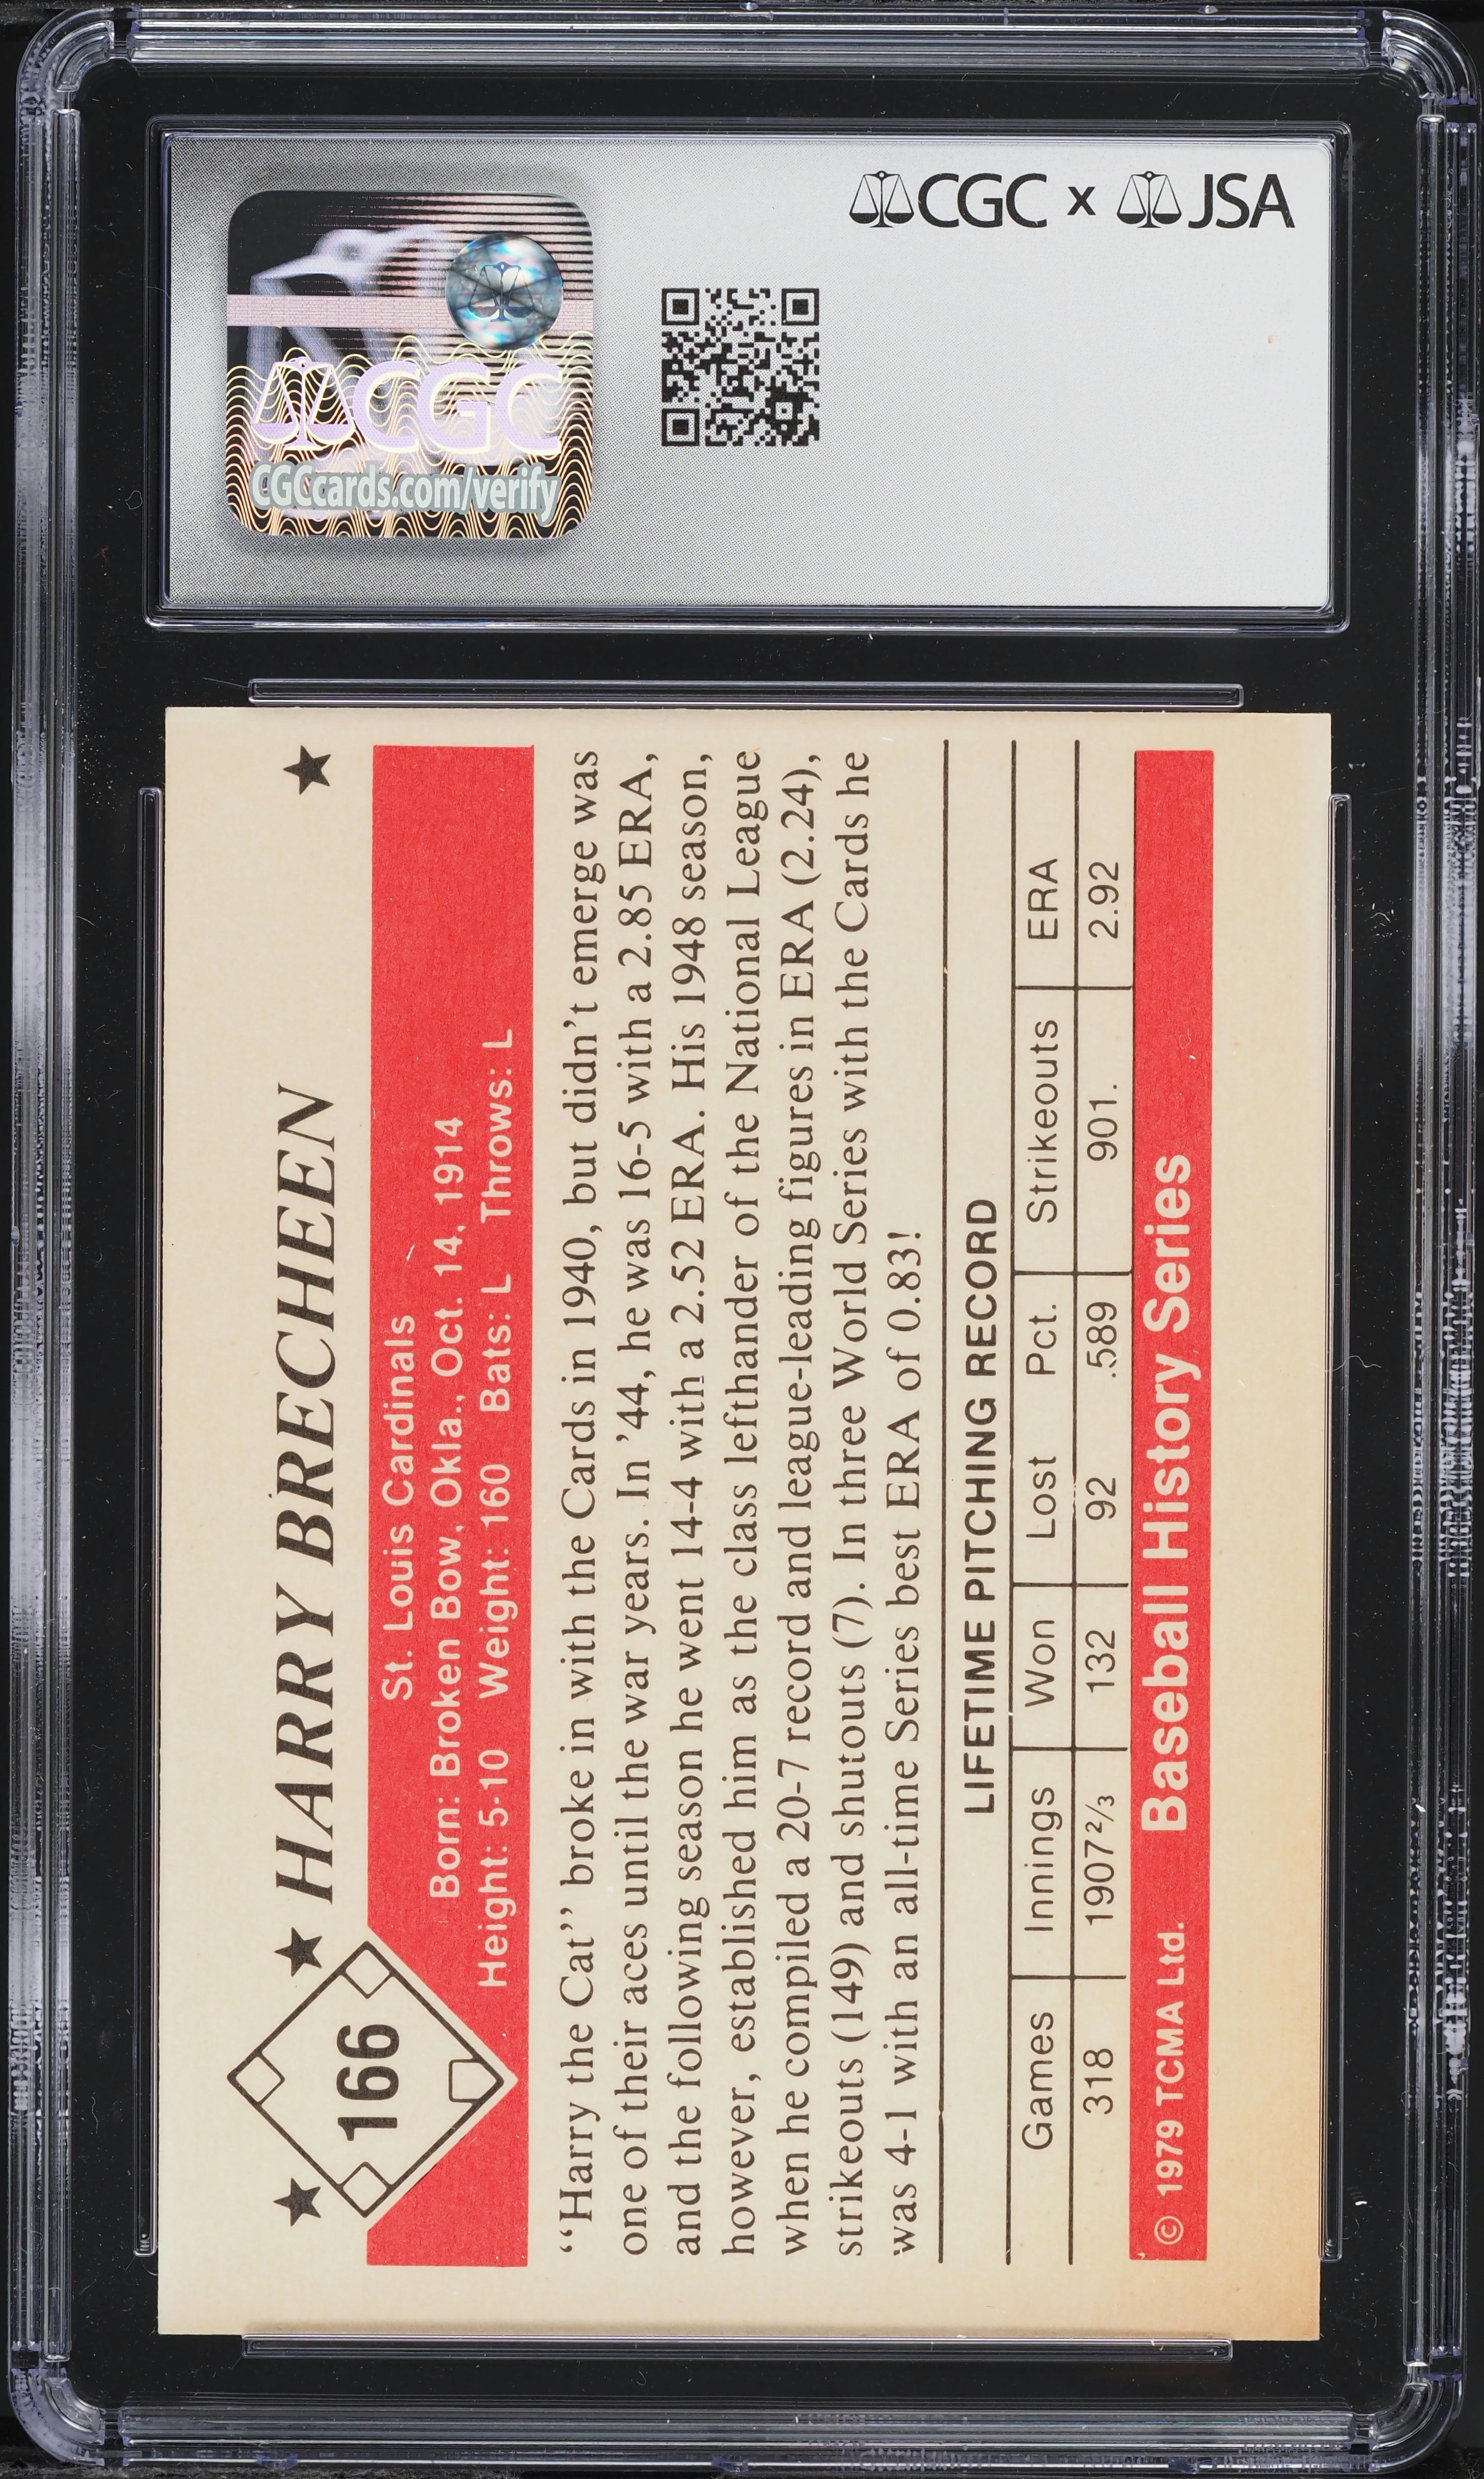 CGC x JSA
CGC
CGCcards.com/verify
166
HARRY BRECHEEN
St. Louis Cardinals
Born: Broken Bow, Okla., Oct. 14, 1914
Height: 5-10 Weight: 160 Bats: L Throws: L
“Harry the Cat” broke in with the Cards in 1940, but didn’t emerge was
one of their aces until the war years. In ’44, he was 16-5 with a 2.85 ERA,
and the following season he went 14-4 with a 2.52 ERA. His 1948 season,
however, established him as the class lefthander of the National League
when he compiled a 20-7 record and league-leading figures in ERA (2.24),
strikeouts (149) and shutouts (7). In three World Series with the Cards he
was 4-1 with an all-time Series best ERA of 0.83!
LIFETIME PITCHING RECORD
Games Innings Won Lost Pct. Strikeouts ERA
318 1907⅔ 132 92 .589 901. 2.92
© 1979 TCMA Ltd. Baseball History Series